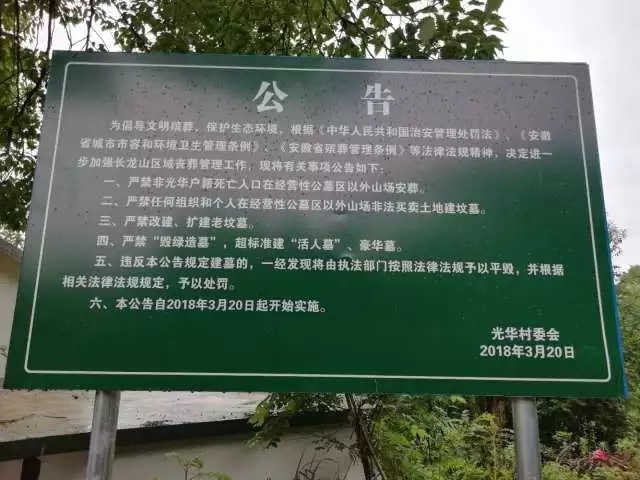 公告
为倡导文明殡葬、保护生态环境，根据《中华人民共和国治安管理处罚法》、《安徽
省城市市容和环境卫生管理条例》、《安徽省殡葬管理条例》等法律法规精神，决定进一
步加强长龙山区域丧葬管理工作，现将有关事项公告如下：
一、严禁非光华户籍死亡人口在经营性公墓区以外山场安葬。
二、严禁任何组织和个人在经营性公墓区以外山场非法买卖土地建坟墓。
三、严禁改建、扩建老坟墓。
四、严禁“毁绿造墓”，超标准建“活人墓”、豪华墓。
五、违反本公告规定建墓的，一经发现将由执法部门按照法律法规予以平毁，并根据
相关法律法规规定，予以处罚。
六、本公告自2018年3月20日起开始实施。
光华村委会
2018年3月20日